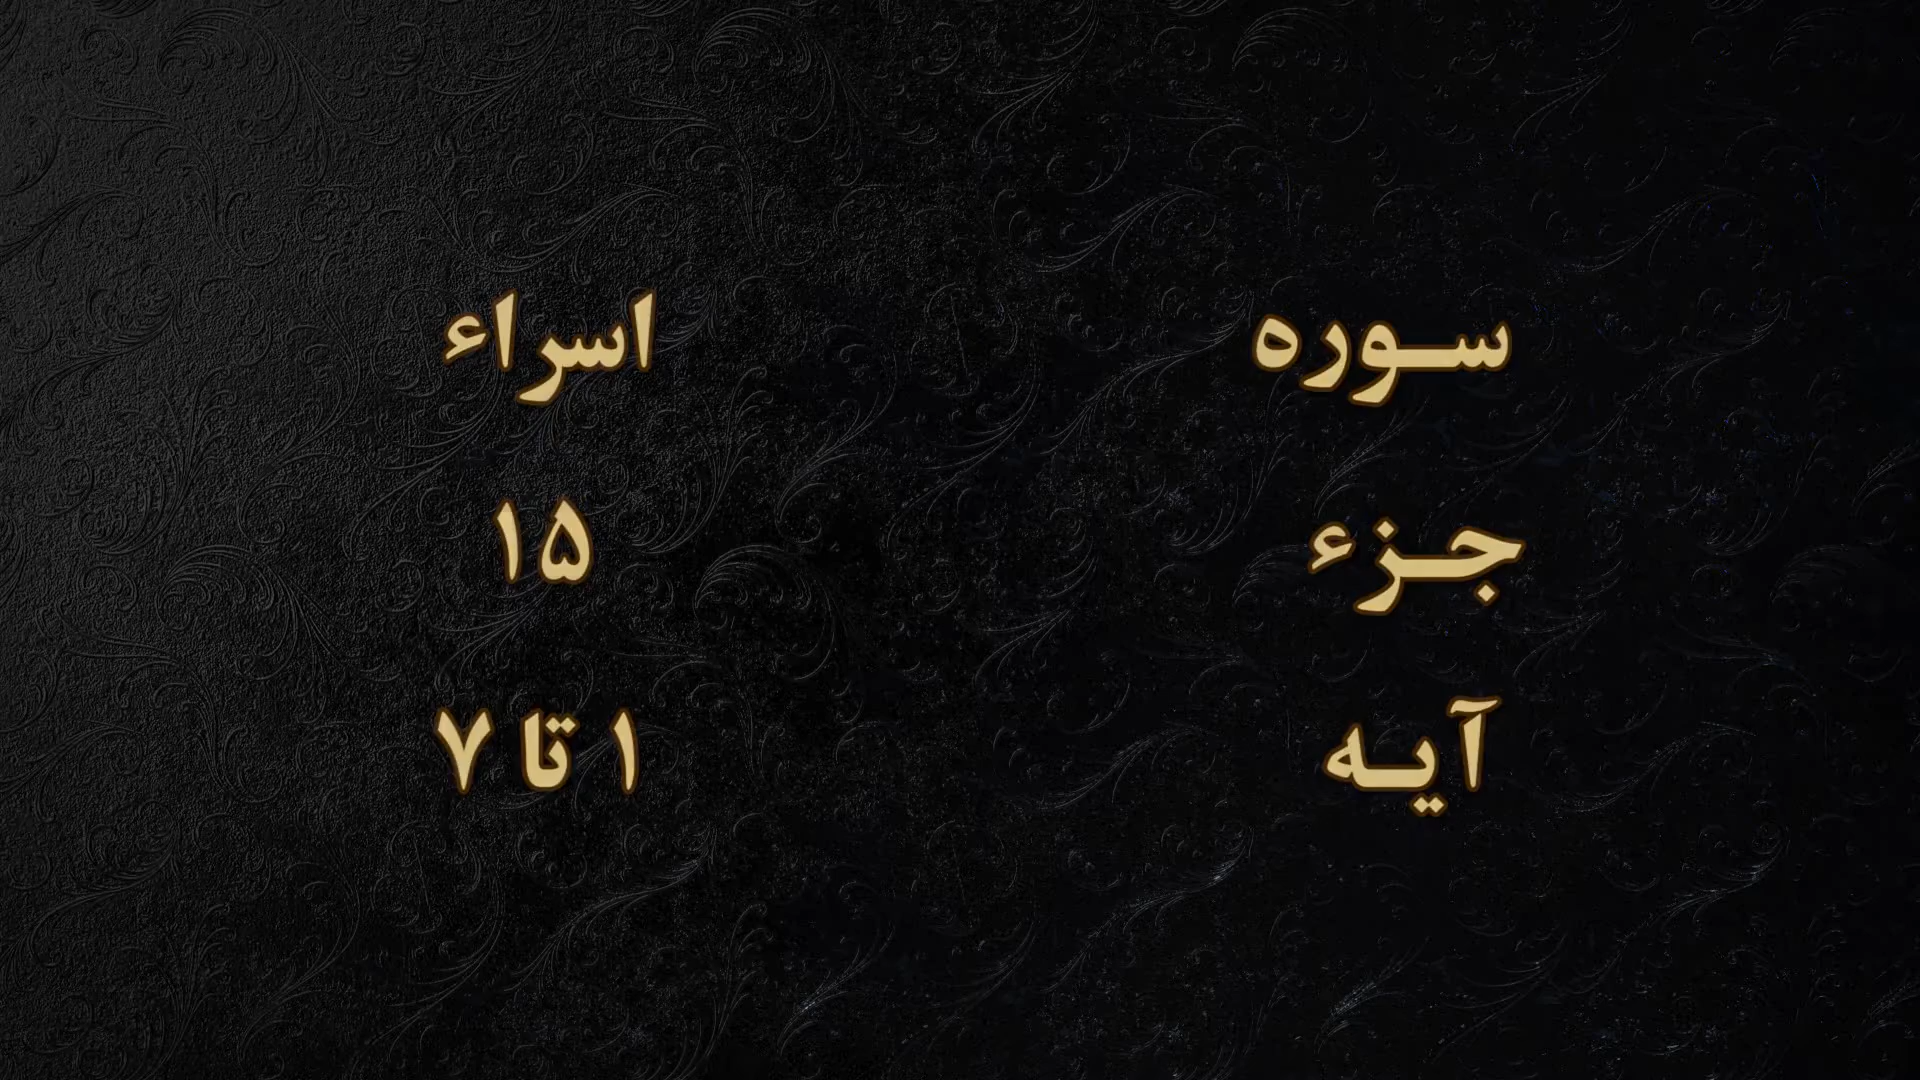 سوره اسراء
جزء ۱۵
آیه ۱ تا ۷